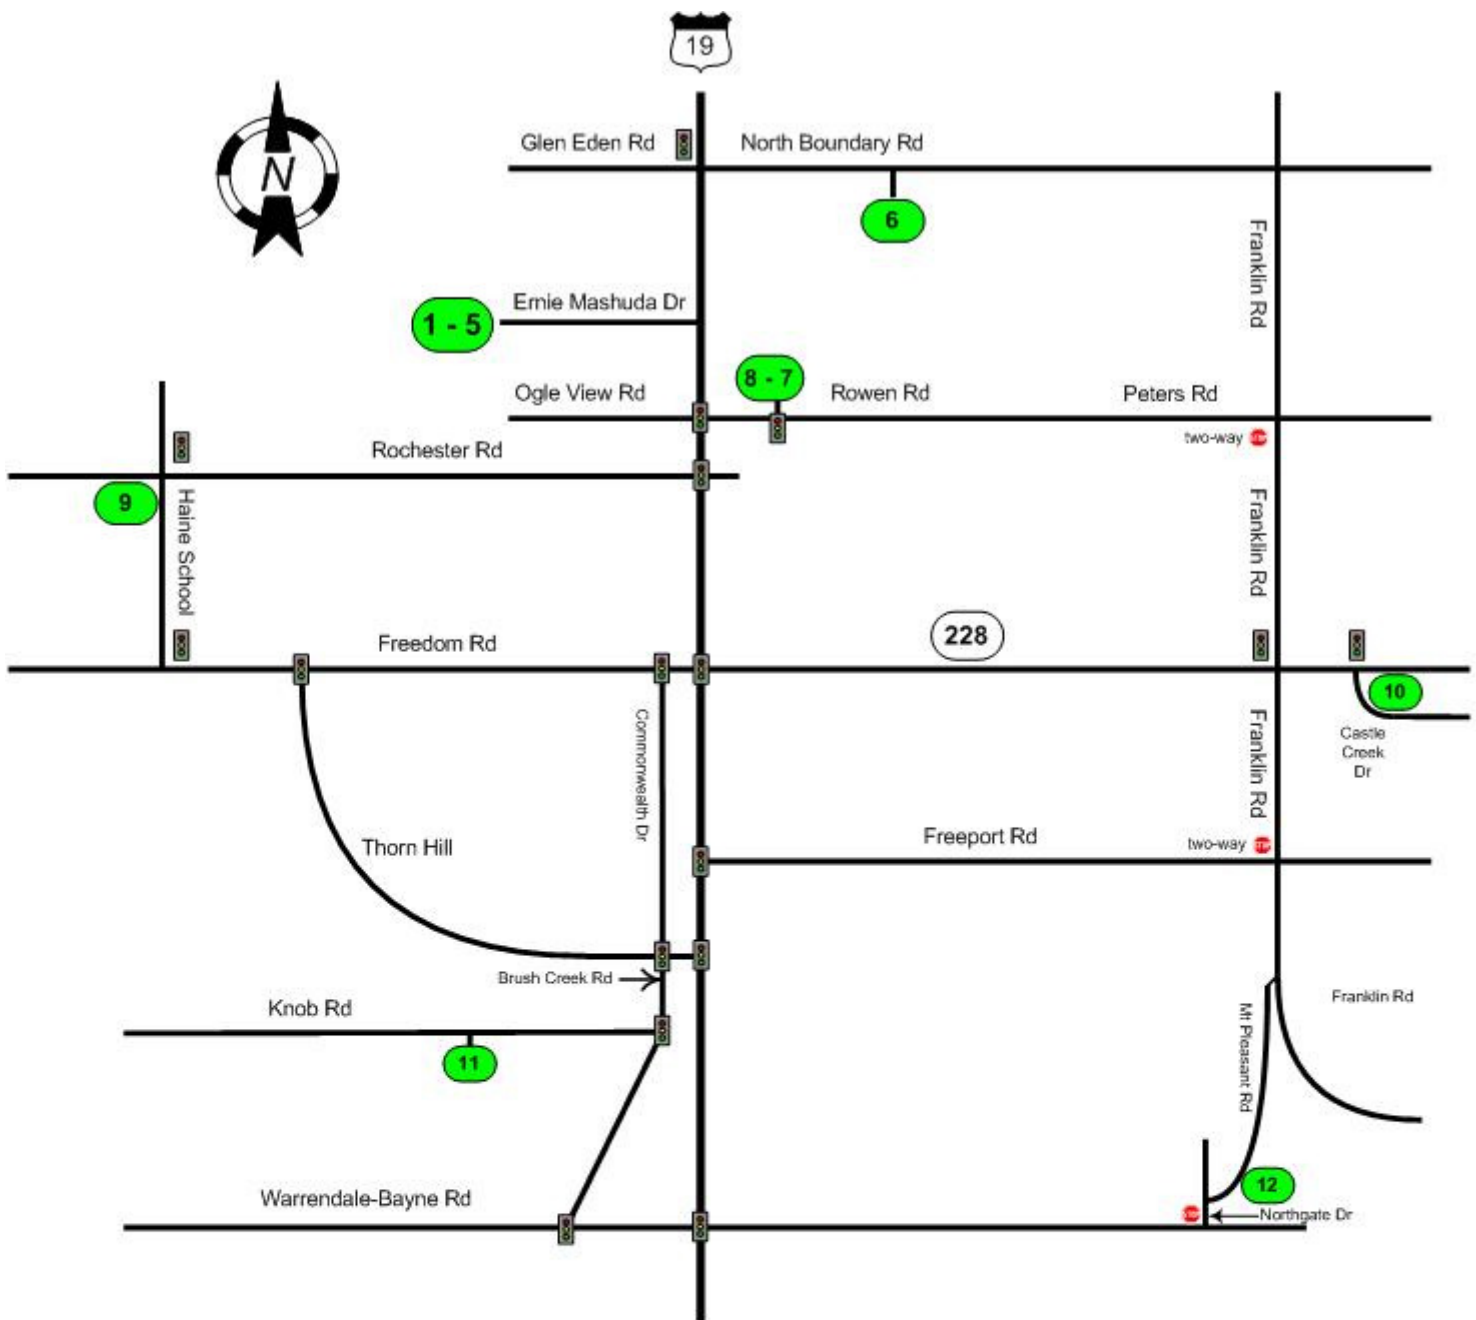 19
Glen Eden Rd
North Boundary Rd
N
6
Franklin Rd
Ernie Mashuda Dr
1 - 5
8 - 7
Ogle View Rd
Rowen Rd
Peters Rd
two-way
STOP
Rochester Rd
9
Haine School
Franklin Rd
Freedom Rd
228
10
Castle
Creek
Dr
Commonwealth Dr
Franklin Rd
Thorn Hill
Freeport Rd
two-way
STOP
Brush Creek Rd
Knob Rd
11
Mt Pleasant Rd
Franklin Rd
Warrendale-Bayne Rd
12
STOP
Northgate Dr